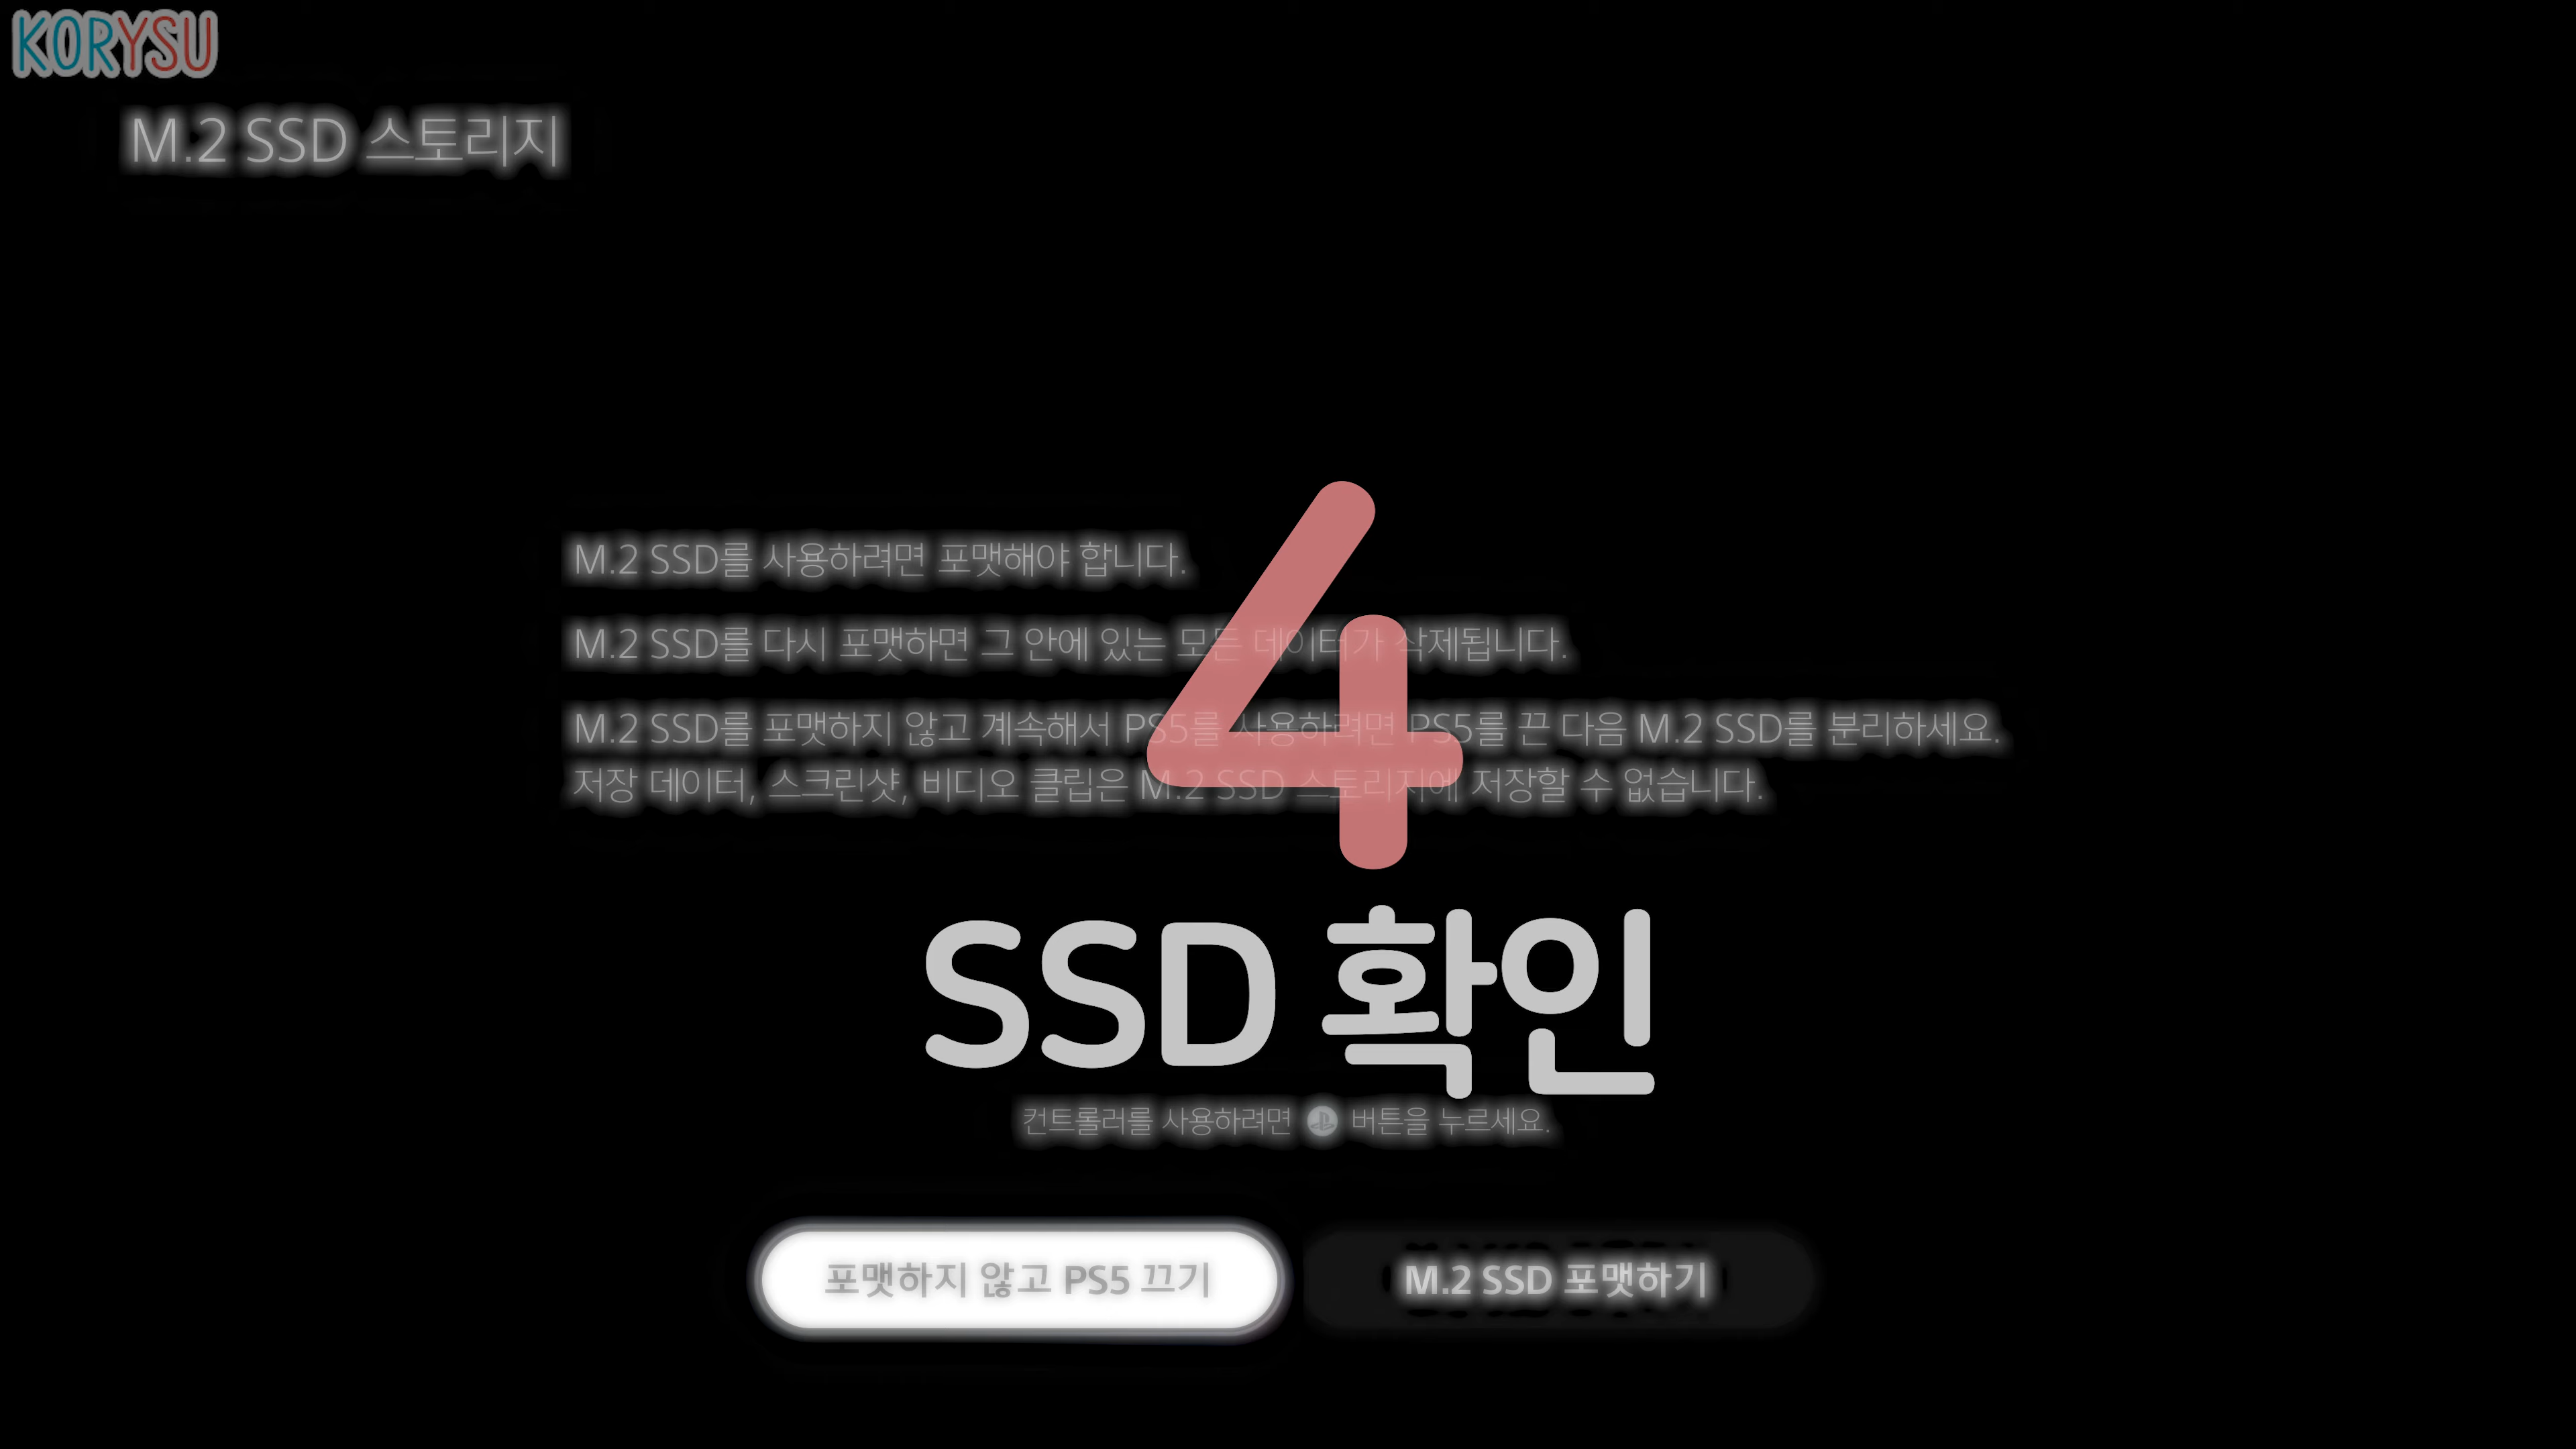 KORYSU
M.2 SSD 스토리지
M.2 SSD를 사용하려면 포맷해야 합니다.
M.2 SSD를 다시 포맷하면 그 안에 있는 모든 데이터가 삭제됩니다.
M.2 SSD를 포맷하지 않고 계속해서 PS5를 사용하려면 PS5를 끈 다음 M.2 SSD를 분리하세요.
저장 데이터, 스크린샷, 비디오 클립은 M.2 SSD 스토리지에 저장할 수 없습니다.
4
SSD 확인
컨트롤러를 사용하려면 버튼을 누르세요.
포맷하지 않고 PS5 끄기
M.2 SSD 포맷하기